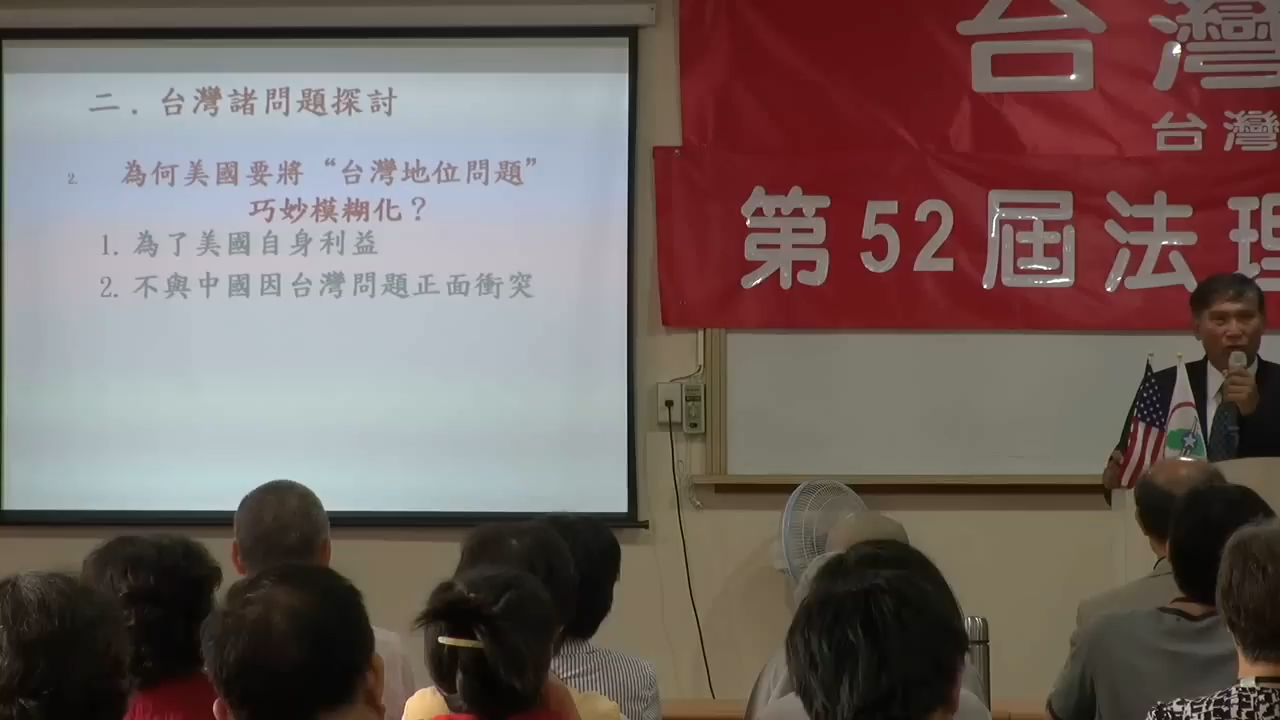 二．台灣諸問題探討
2. 為何美國要將“台灣地位問題”
巧妙模糊化？
1. 為了美國自身利益
2. 不與中國因台灣問題正面衝突
台灣
台灣
第52屆法理